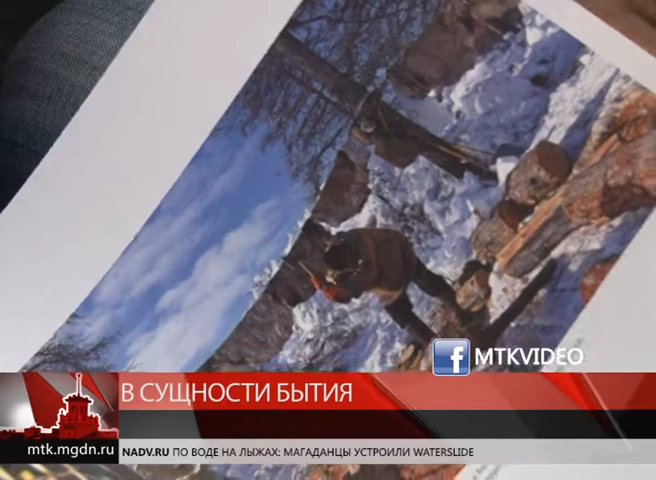 MTKVIDEO
В СУЩНОСТИ БЫТИЯ
mtk.mgdn.ru
NADV.RU ПО ВОДЕ НА ЛЫЖАХ: МАГАДАНЦЫ УСТРОИЛИ WATERSLIDE